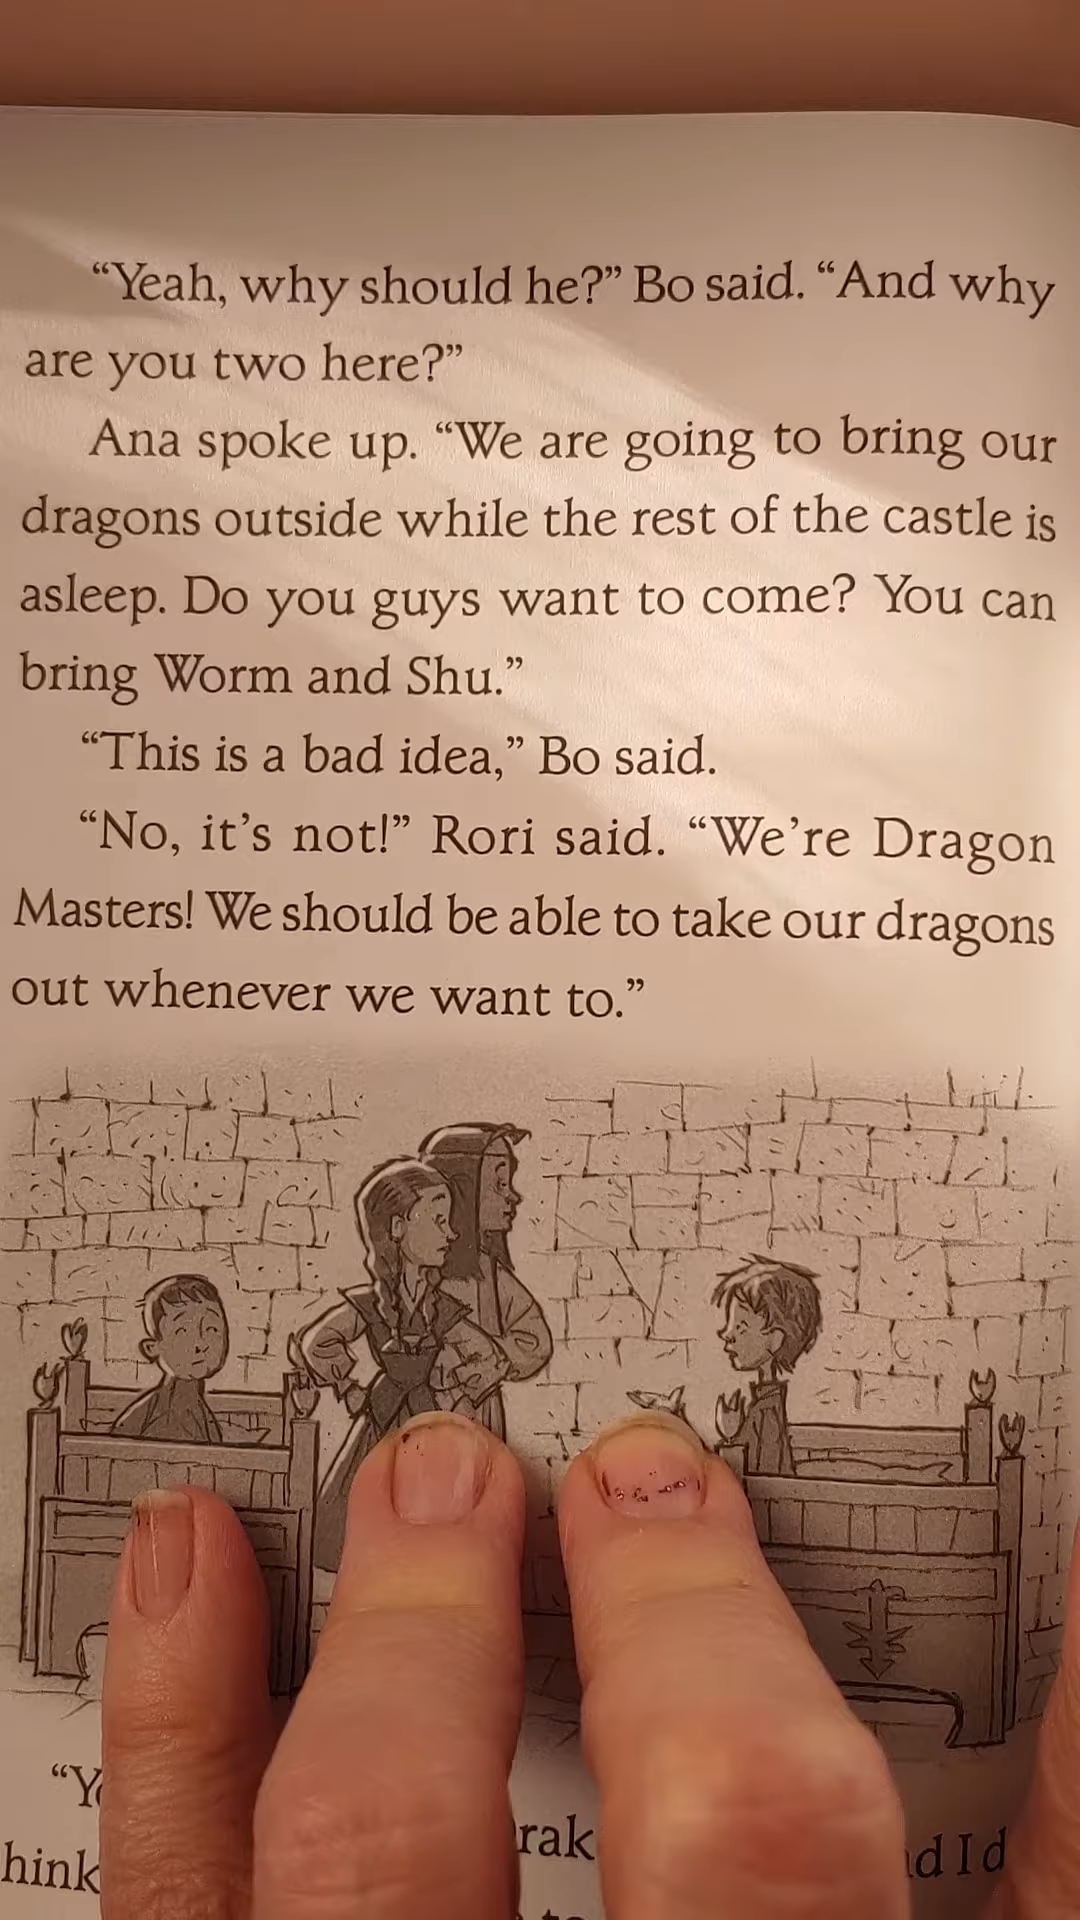 “Yeah, why should he?” Bo said. “And why
are you two here?”
Ana spoke up. “We are going to bring our
dragons outside while the rest of the castle is
asleep. Do you guys want to come? You can
bring Worm and Shu.”
“This is a bad idea,” Bo said.
“No, it’s not!” Rori said. “We’re Dragon
Masters! We should be able to take our dragons
out whenever we want to.”
I